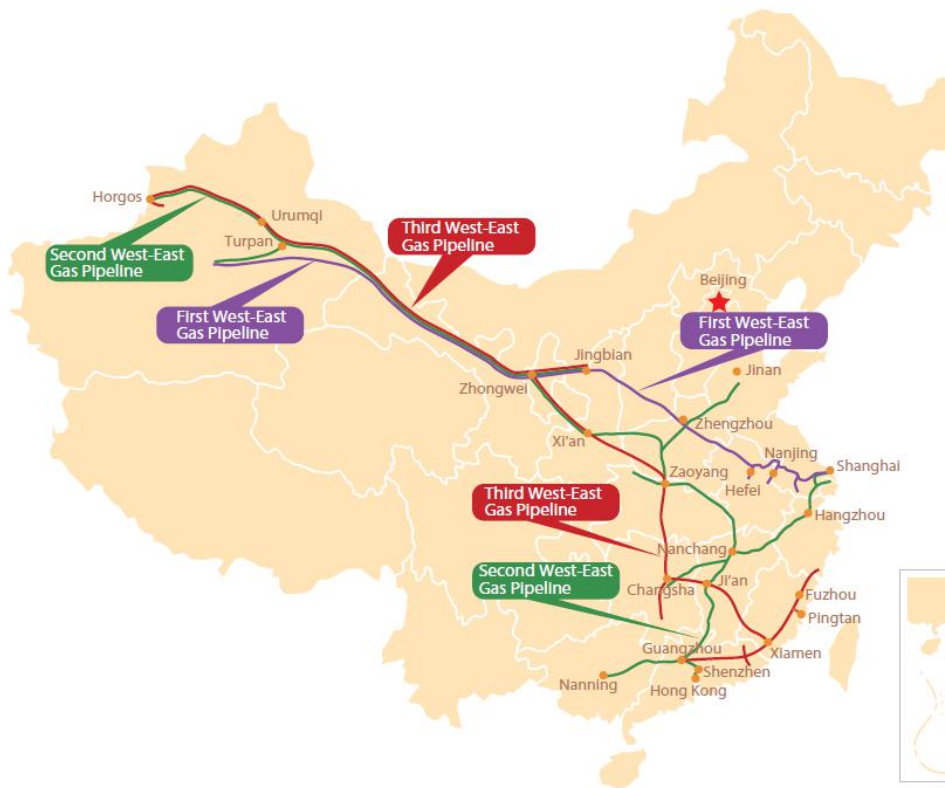 Horgos
Urumqi
Turpan
Second West-East
Gas Pipeline
Third West-East
Gas Pipeline
First West-East
Gas Pipeline
Beijing
First West-East
Gas Pipeline
Jingbian
Jinan
Zhongwei
Zhengzhou
Xi'an
Nanjing
Shanghai
Zaoyang
Hefei
Third West-East
Gas Pipeline
Hangzhou
Nanchang
Second West-East
Gas Pipeline
Changsha
Ji’an
Fuzhou
Pingtan
Guangzhou
Xiamen
Shenzhen
Nanning
Hong Kong